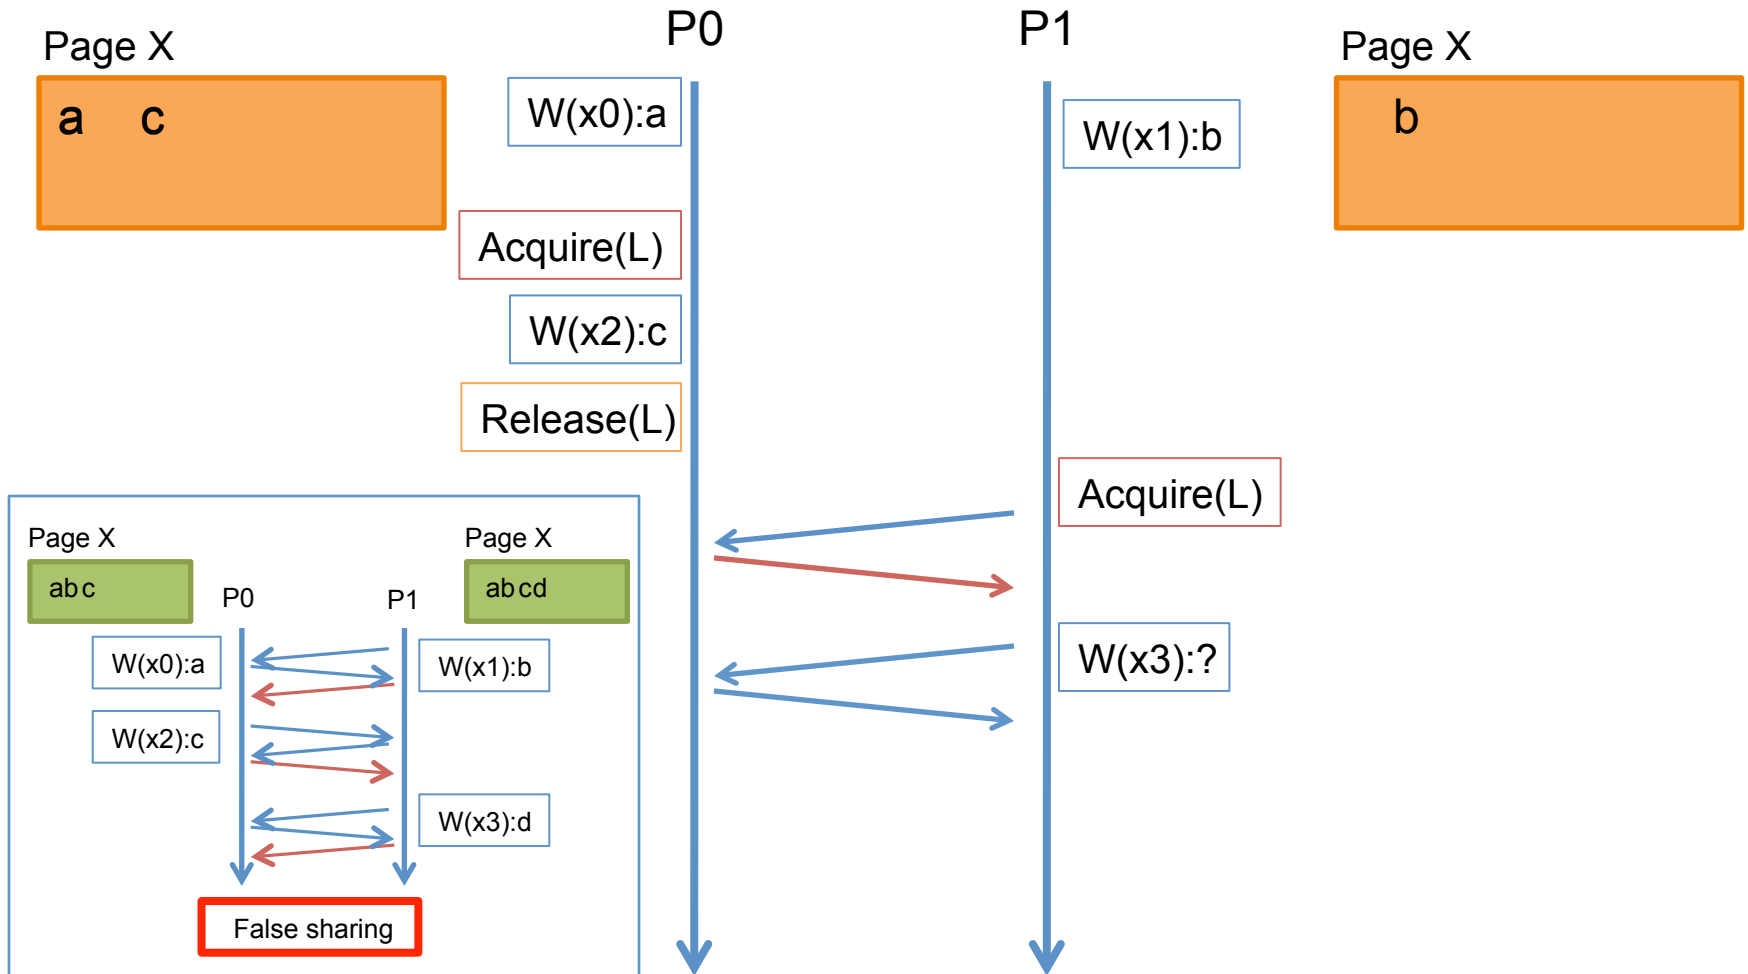 P0
P1
Page X
Page X
a c
W(x0):a
W(x1):b
b
Acquire(L)
W(x2):c
Release(L)
Acquire(L)
W(x3):?
Page X
Page X
abc
P0
P1
abcd
W(x0):a
W(x1):b
W(x2):c
W(x3):d
False sharing